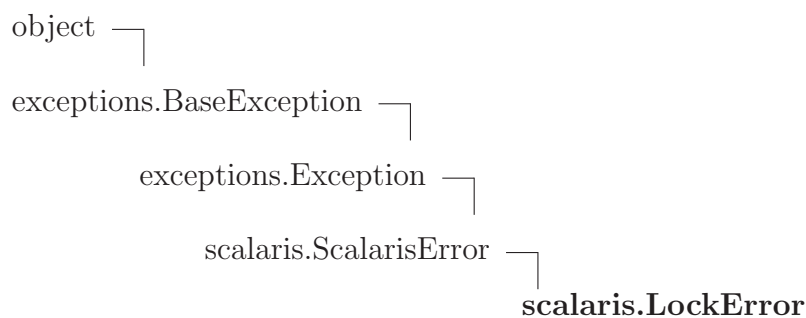 object
exceptions.BaseException
exceptions.Exception
scalaris.ScalarisError
scalaris.LockError